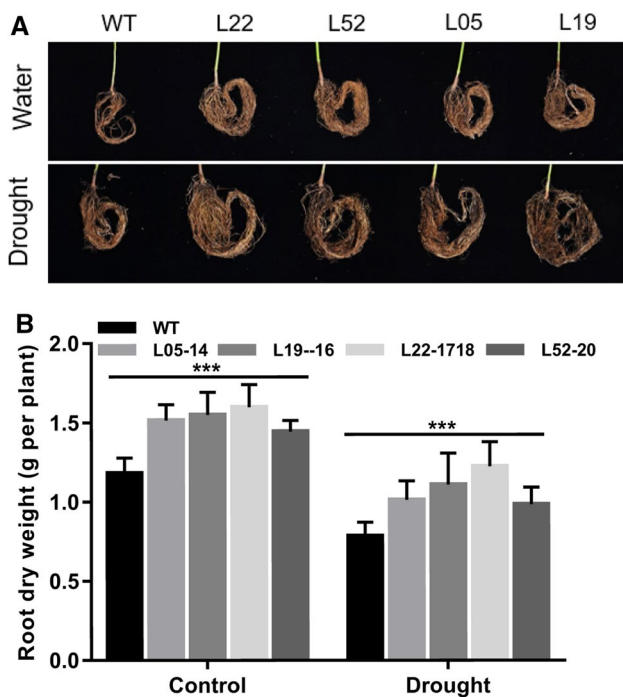 A
WT L22 L52 L05 L19
Water
Drought
B
WT
L05-14 L19--16 L22-1718 L52-20
Root dry weight (g per plant)
2.0
1.5
1.0
0.5
0.0
***
***
Control Drought